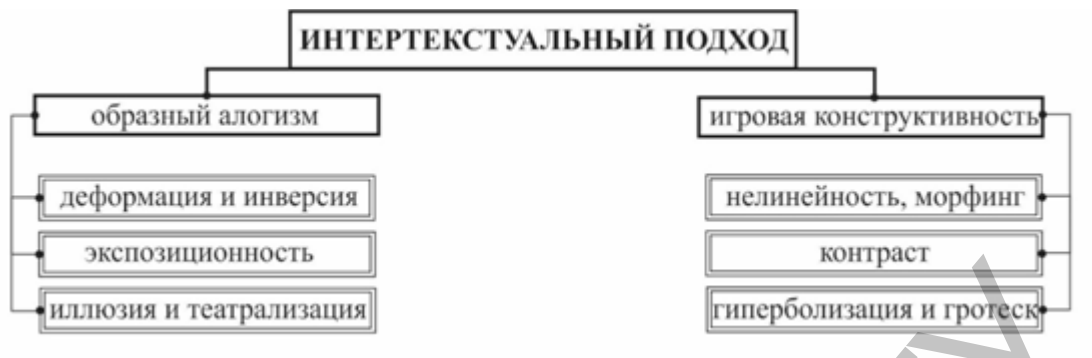 ИНТЕРТЕКСТУАЛЬНЫЙ ПОДХОД
образный алогизм
деформация и инверсия
экспозиционность
иллюзия и театрализация
игровая конструктивность
нелинейность, морфинг
контраст
гиперболизация и гротеск